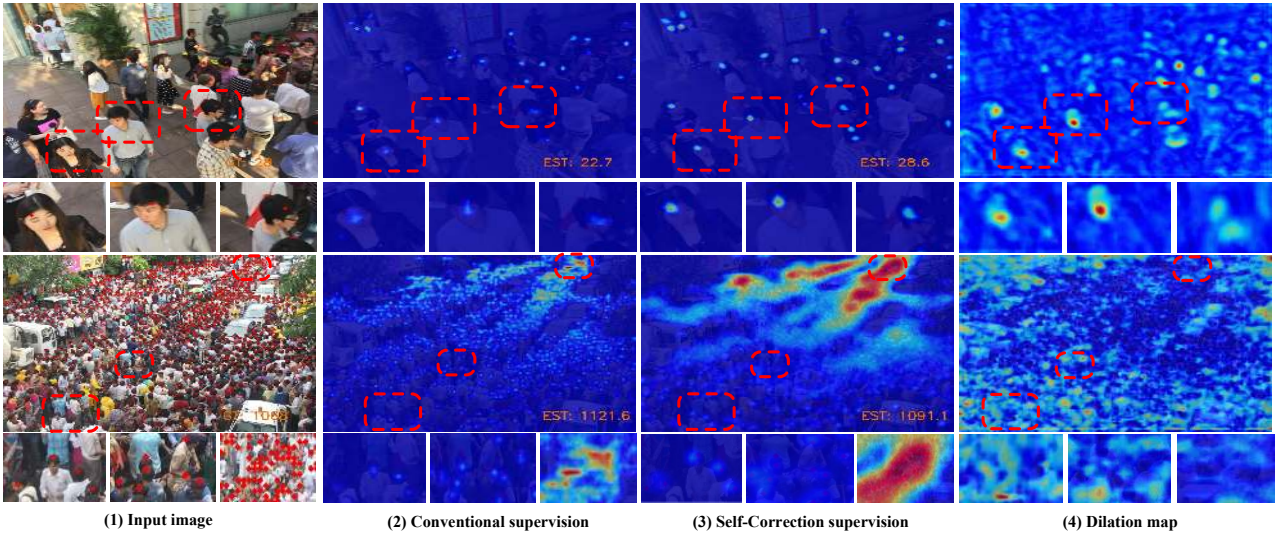 EST: 22.7
EST: 28.6
EST: 1121.6
EST: 1091.1
(1) Input image
(2) Conventional supervision
(3) Self-Correction supervision
(4) Dilation map